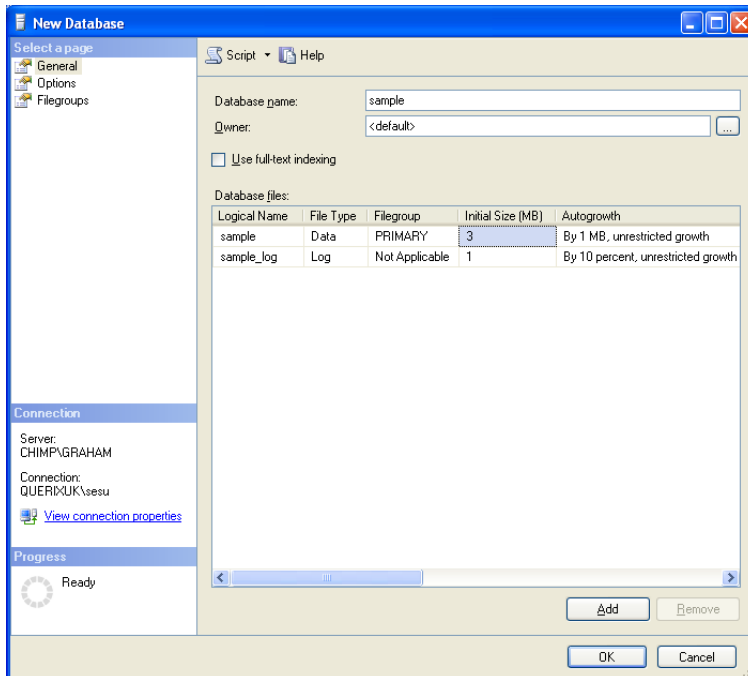 New Database
Select a page
General
Options
Filegroups
Script Help
Database name: sample
Owner: <default> ...
Use full-text indexing
Database files:
Logical Name File Type Filegroup Initial Size (MB) Autogrowth
sample Data PRIMARY 3 By 1 MB, unrestricted growth
sample_log Log Not Applicable 1 By 10 percent, unrestricted growth
Connection
Server:
CHIMP\GRAHAM
Connection:
QUERIXUK\sesu
View connection properties
Progress
Ready
Add Remove
OK Cancel